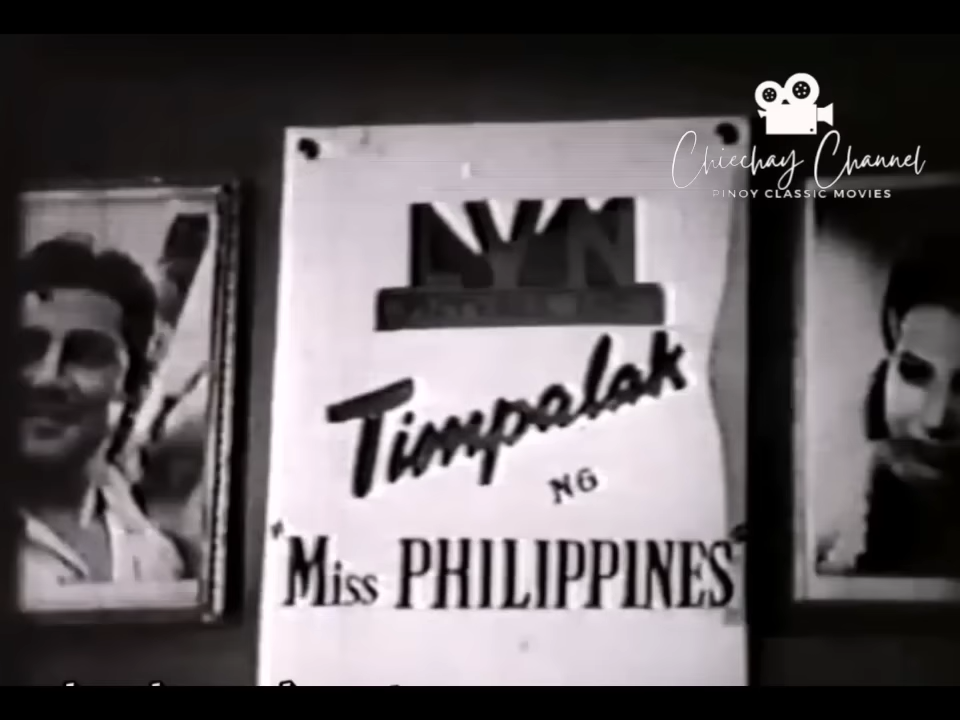 Chiechay Channel
PINOY CLASSIC MOVIES
LVN
Timpalak
NG
"Miss PHILIPPINES"